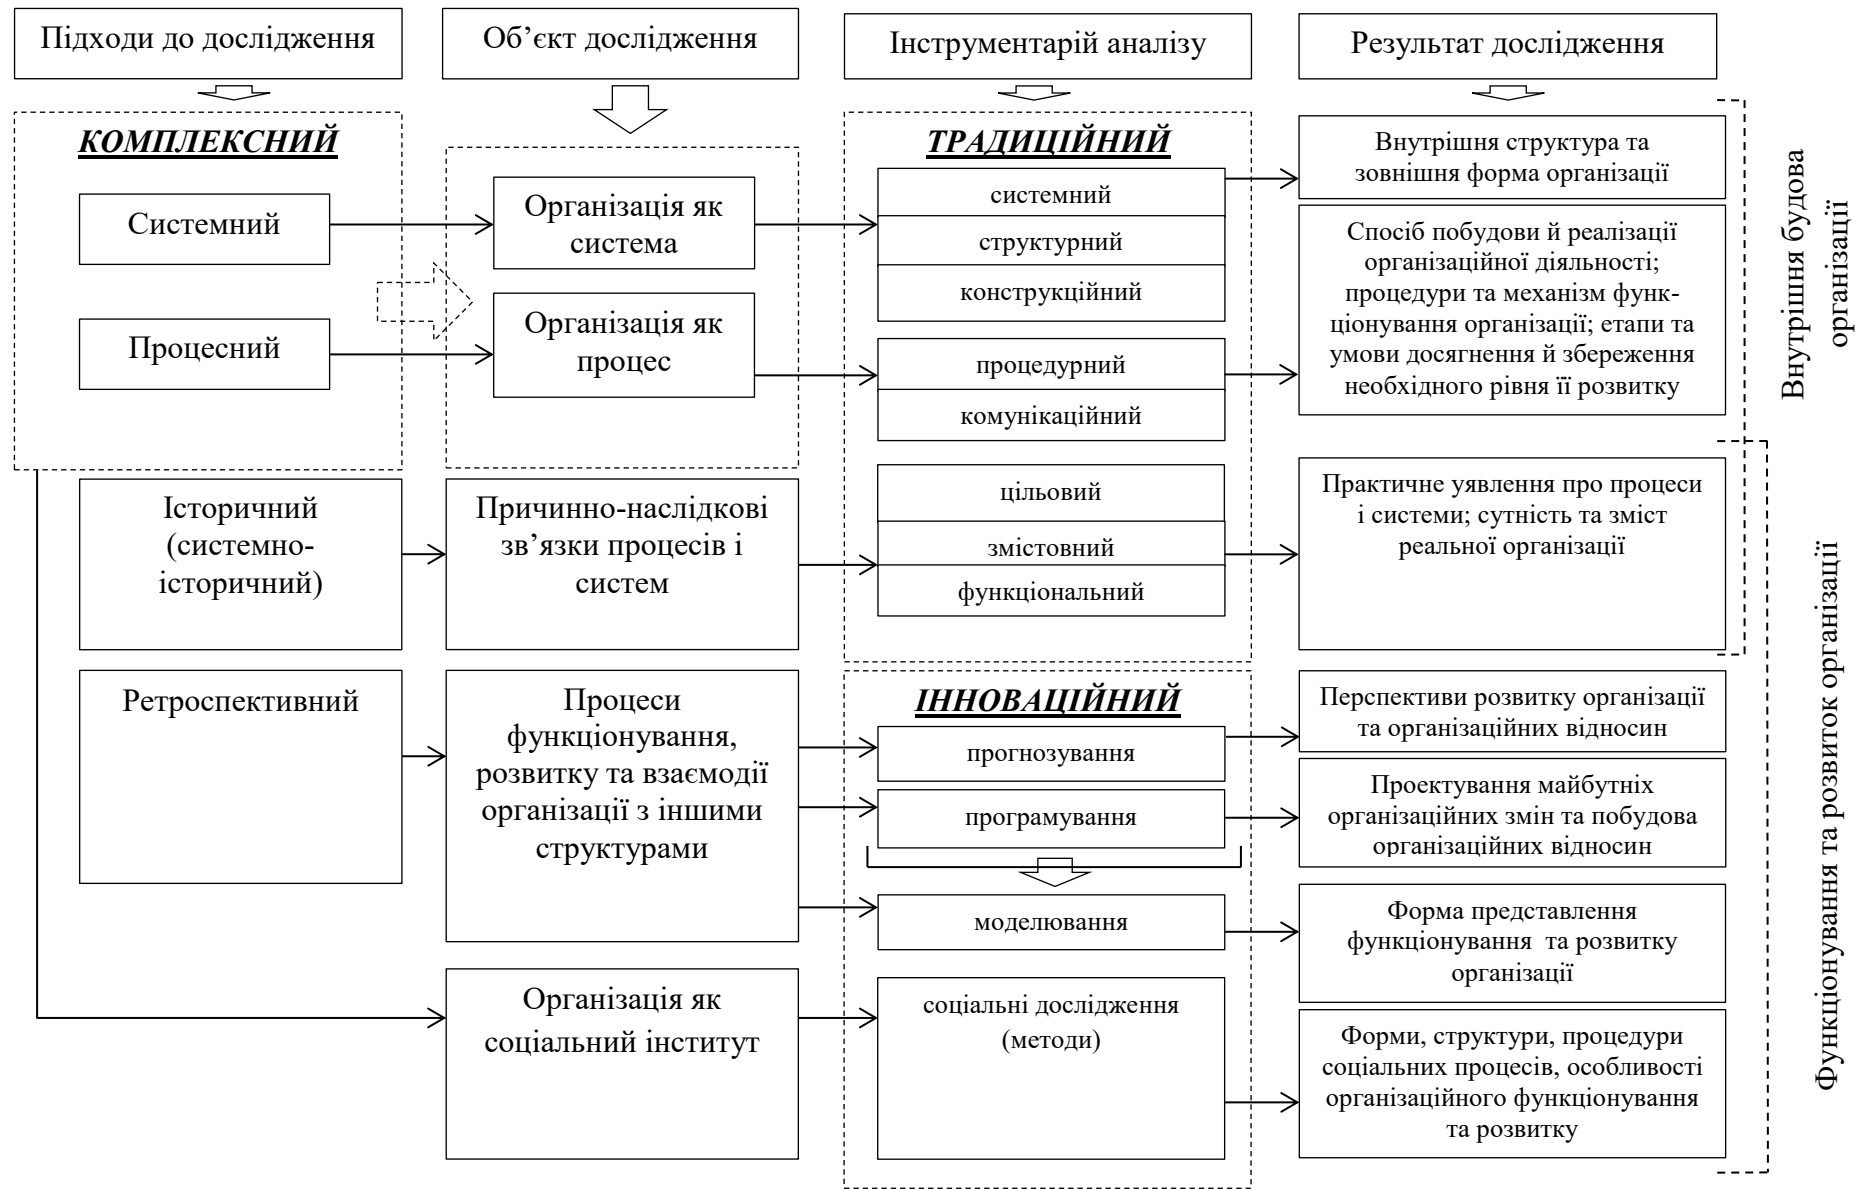 Підходи до дослідження
Об’єкт дослідження
Інструментарій аналізу
Результат дослідження
КОМПЛЕКСНИЙ
Системний
Процесний
Історичний
(системно-
історичний)
Ретроспективний
Організація як
система
Організація як
процес
Причинно-наслідкові
зв’язки процесів і
систем
Процеси
функціонування,
розвитку та взаємодії
організації з іншими
структурами
Організація як
соціальний інститут
ТРАДИЦІЙНИЙ
системний
структурний
конструкційний
процедурний
комунікаційний
цільовий
змістовний
функціональний
ІННОВАЦІЙНИЙ
прогнозування
програмування
моделювання
соціальні дослідження
(методи)
Внутрішня структура та
зовнішня форма організації
Спосіб побудови й реалізації
організаційної діяльності;
процедури та механізм функ-
ціонування організації; етапи та
умови досягнення й збереження
необхідного рівня її розвитку
Практичне уявлення про процеси
і системи; сутність та зміст
реальної організації
Перспективи розвитку організації
та організаційних відносин
Проектування майбутніх
організаційних змін та побудова
організаційних відносин
Форма представлення
функціонування та розвитку
організації
Форми, структури, процедури
соціальних процесів, особливості
організаційного функціонування
та розвитку
Внутрішня будова
організації
Функціонування та розвиток організації